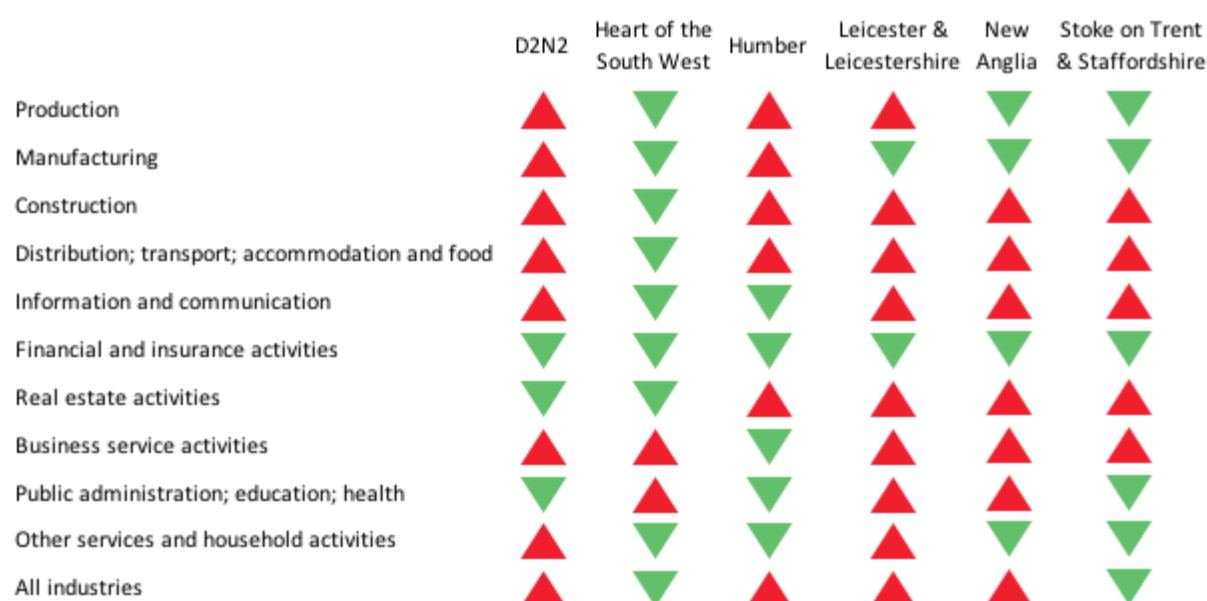 D2N2
Heart of the
South West
Humber
Leicester &
Leicestershire
New
Anglia
Stoke on Trent
& Staffordshire
Production
Manufacturing
Construction
Distribution; transport; accommodation and food
Information and communication
Financial and insurance activities
Real estate activities
Business service activities
Public administration; education; health
Other services and household activities
All industries